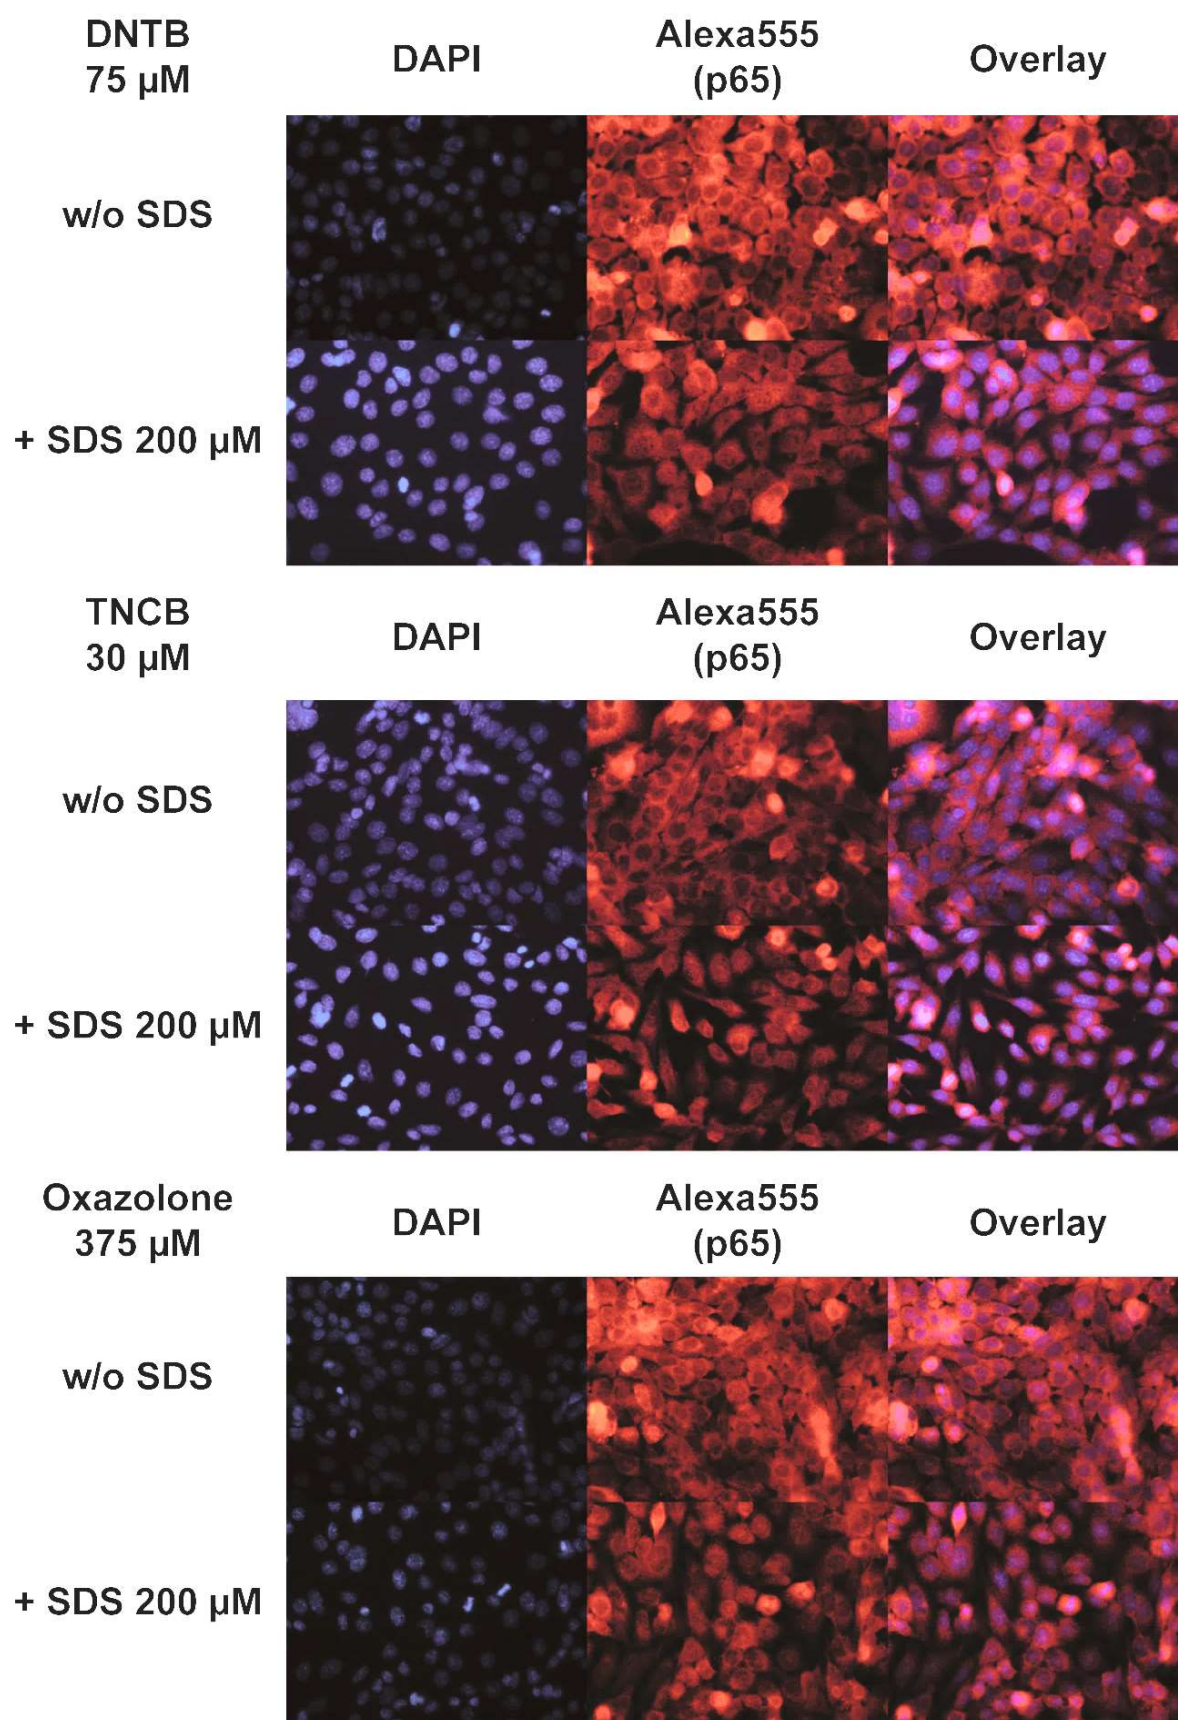 DNTB
75 µM
DAPI
Alexa555
(p65)
Overlay
w/o SDS
+ SDS 200 µM
TNCB
30 µM
DAPI
Alexa555
(p65)
Overlay
w/o SDS
+ SDS 200 µM
Oxazolone
375 µM
DAPI
Alexa555
(p65)
Overlay
w/o SDS
+ SDS 200 µM